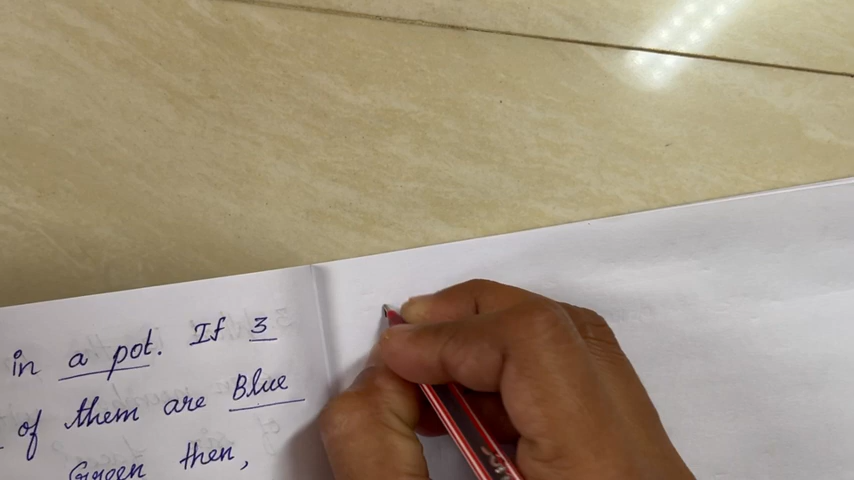 in a pot. If 3
of them are Blue
Green then,